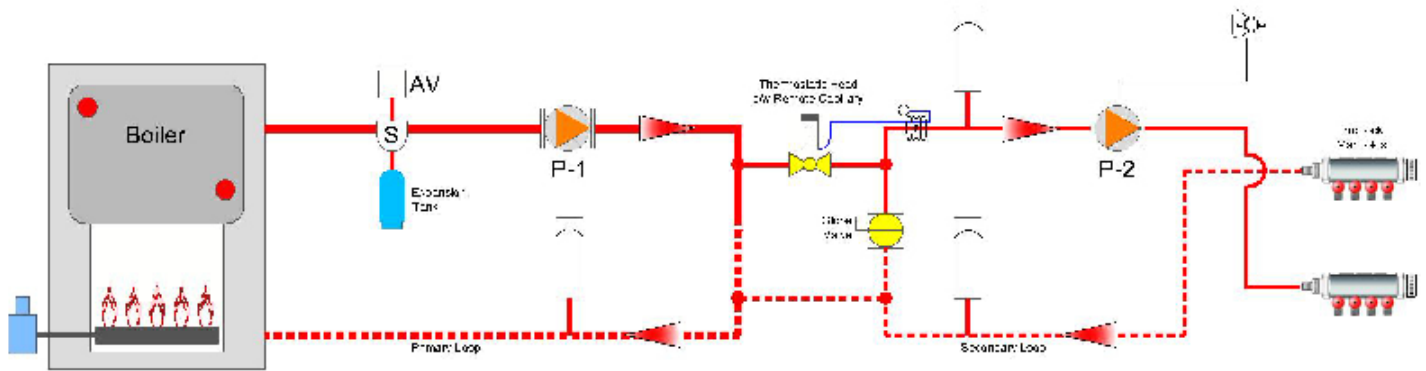 AV
Thermostatic Head
c/w Remote Capillary
Boiler
S
P-1
P-2
Expansion
Tank
Globe
Valve
Primary Loop
Secondary Loop